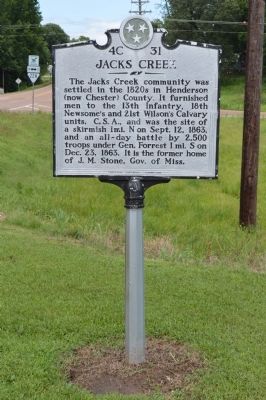 4C 31
JACKS CREEK
The Jacks Creek community was
settled in the 1820s in Henderson
(now Chester) County. It furnished
men to the 13th Infantry, 18th
Newsome's and 21st Wilson's Calvary
units, C.S.A., and was the site of
a skirmish 1mi. N on Sept. 12, 1863,
and an all-day battle by 2,500
troops under Gen. Forrest 1 mi. S on
Dec. 23, 1863. It is the former home
of J. M. Stone, Gov. of Miss.